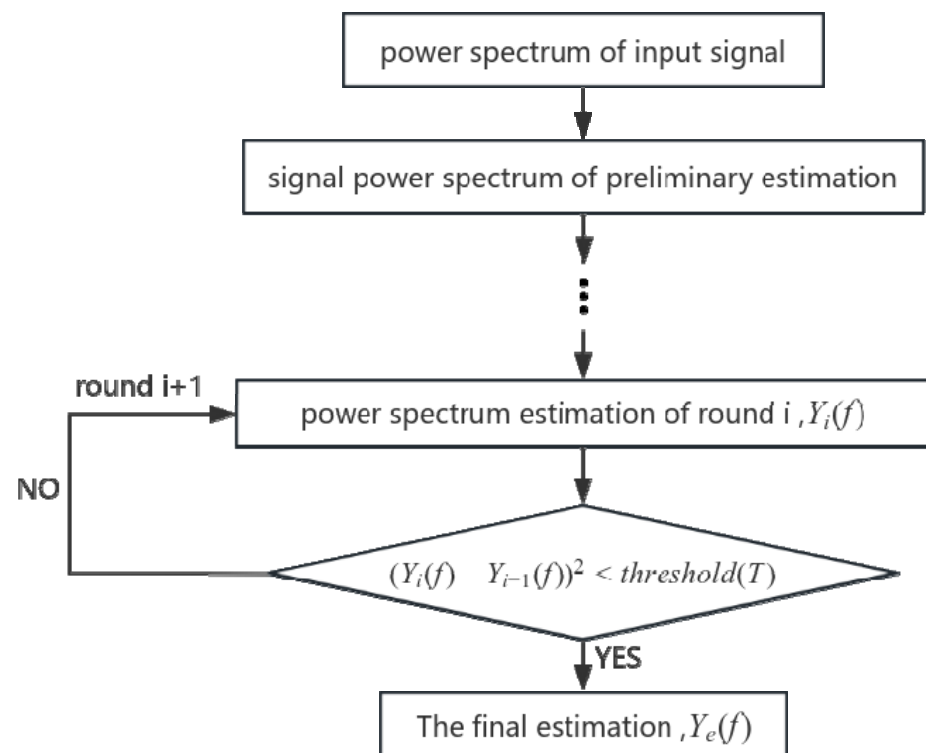 power spectrum of input signal
signal power spectrum of preliminary estimation
round i+1
power spectrum estimation of round i ,Yᵢ(f)
NO
(Yᵢ(f) Yᵢ₋₁(f))² < threshold(T)
YES
The final estimation ,Yₑ(f)